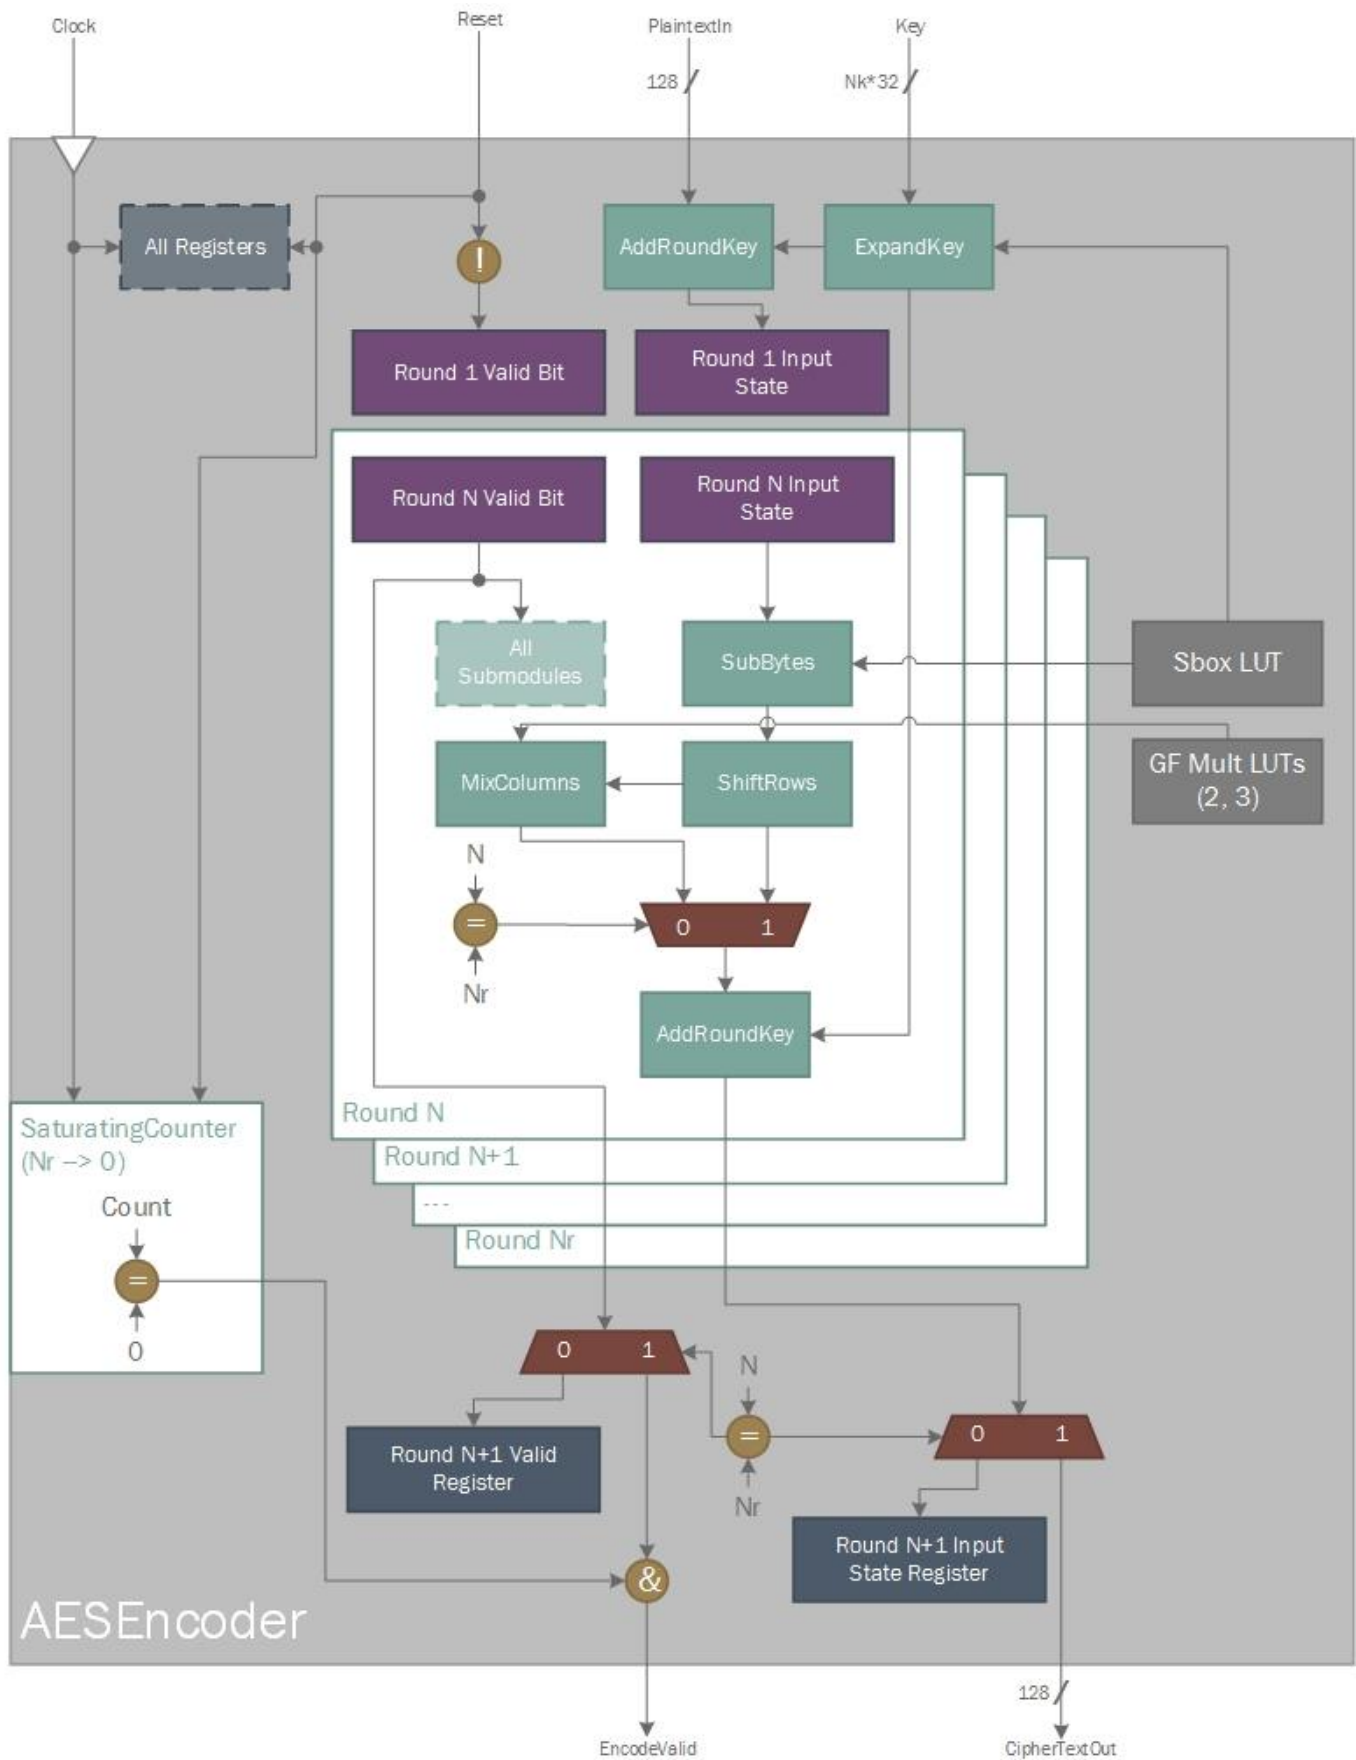 Clock
Reset
PlaintextIn
Key
128
Nk*32
All Registers
!
AddRoundKey
ExpandKey
Round 1 Valid Bit
Round 1 Input
State
Round N Valid Bit
Round N Input
State
All
Submodules
SubBytes
Sbox LUT
MixColumns
ShiftRows
GF Mult LUTs
(2, 3)
N
=
0 1
Nr
AddRoundKey
Round N
SaturatingCounter
(Nr --> 0)
Round N+1
Count
---
Round Nr
=
0
0 1
N
=
0 1
Nr
Round N+1 Valid
Register
Round N+1 Input
State Register
&
AESEncoder
128
EncodeValid
CipherTextOut